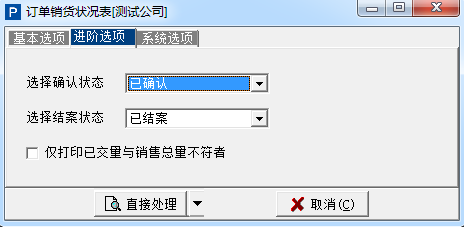 P 订单销货状况表[测试公司]
基本选项 进阶选项 系统选项
选择确认状态 已确认
选择结案状态 已结案
仅打印已交量与销售总量不符者
直接处理 取消(C)